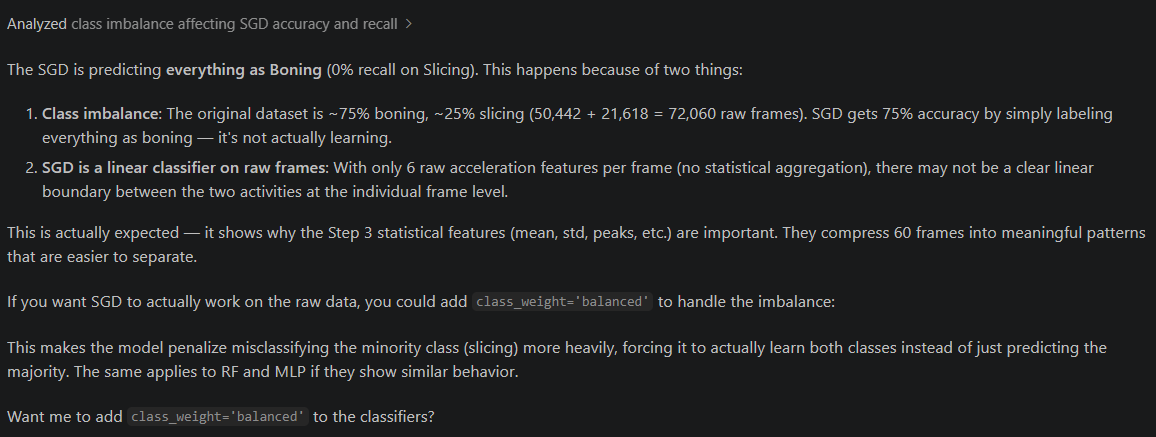 Analyzed class imbalance affecting SGD accuracy and recall >
The SGD is predicting everything as Boning (0% recall on Slicing). This happens because of two things:
1. Class imbalance: The original dataset is ~75% boning, ~25% slicing (50,442 + 21,618 = 72,060 raw frames). SGD gets 75% accuracy by simply labeling
everything as boning — it's not actually learning.
2. SGD is a linear classifier on raw frames: With only 6 raw acceleration features per frame (no statistical aggregation), there may not be a clear linear
boundary between the two activities at the individual frame level.
This is actually expected — it shows why the Step 3 statistical features (mean, std, peaks, etc.) are important. They compress 60 frames into meaningful patterns
that are easier to separate.
If you want SGD to actually work on the raw data, you could add class_weight='balanced' to handle the imbalance:
This makes the model penalize misclassifying the minority class (slicing) more heavily, forcing it to actually learn both classes instead of just predicting the
majority. The same applies to RF and MLP if they show similar behavior.
Want me to add class_weight='balanced' to the classifiers?